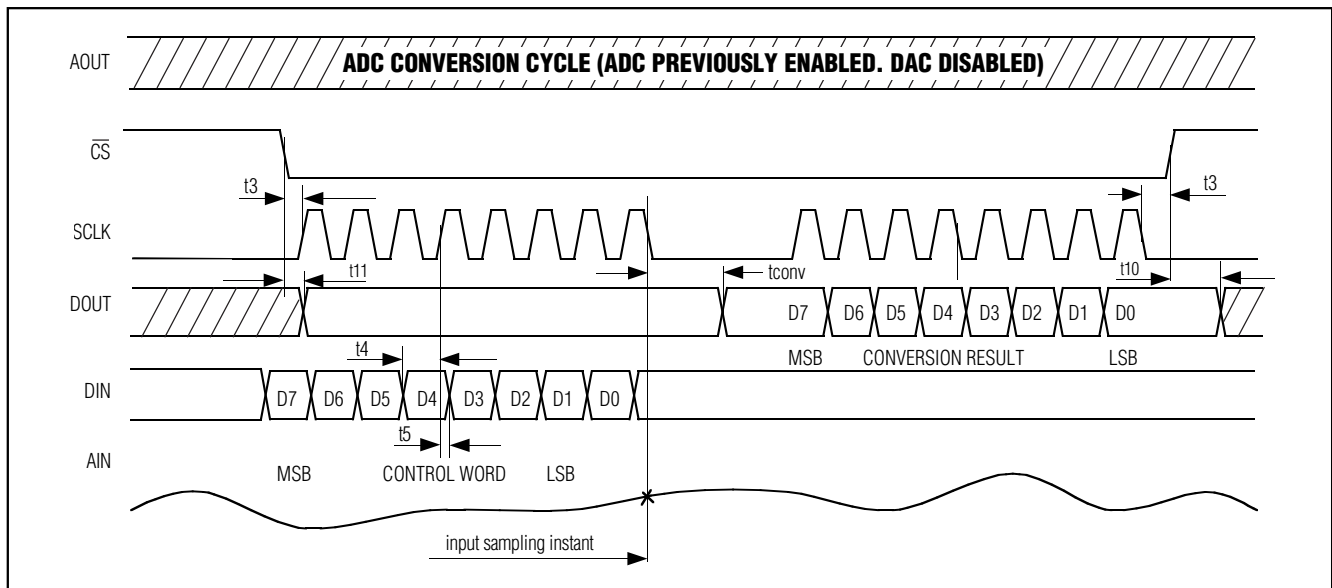 AOUT
ADC CONVERSION CYCLE (ADC PREVIOUSLY ENABLED. DAC DISABLED)
CS
t3
t3
SCLK
t11
tconv
t10
DOUT
D7 D6 D5 D4 D3 D2 D1 D0
t4
MSB CONVERSION RESULT LSB
DIN
D7 D6 D5 D4 D3 D2 D1 D0
t5
AIN
MSB CONTROL WORD LSB
input sampling instant